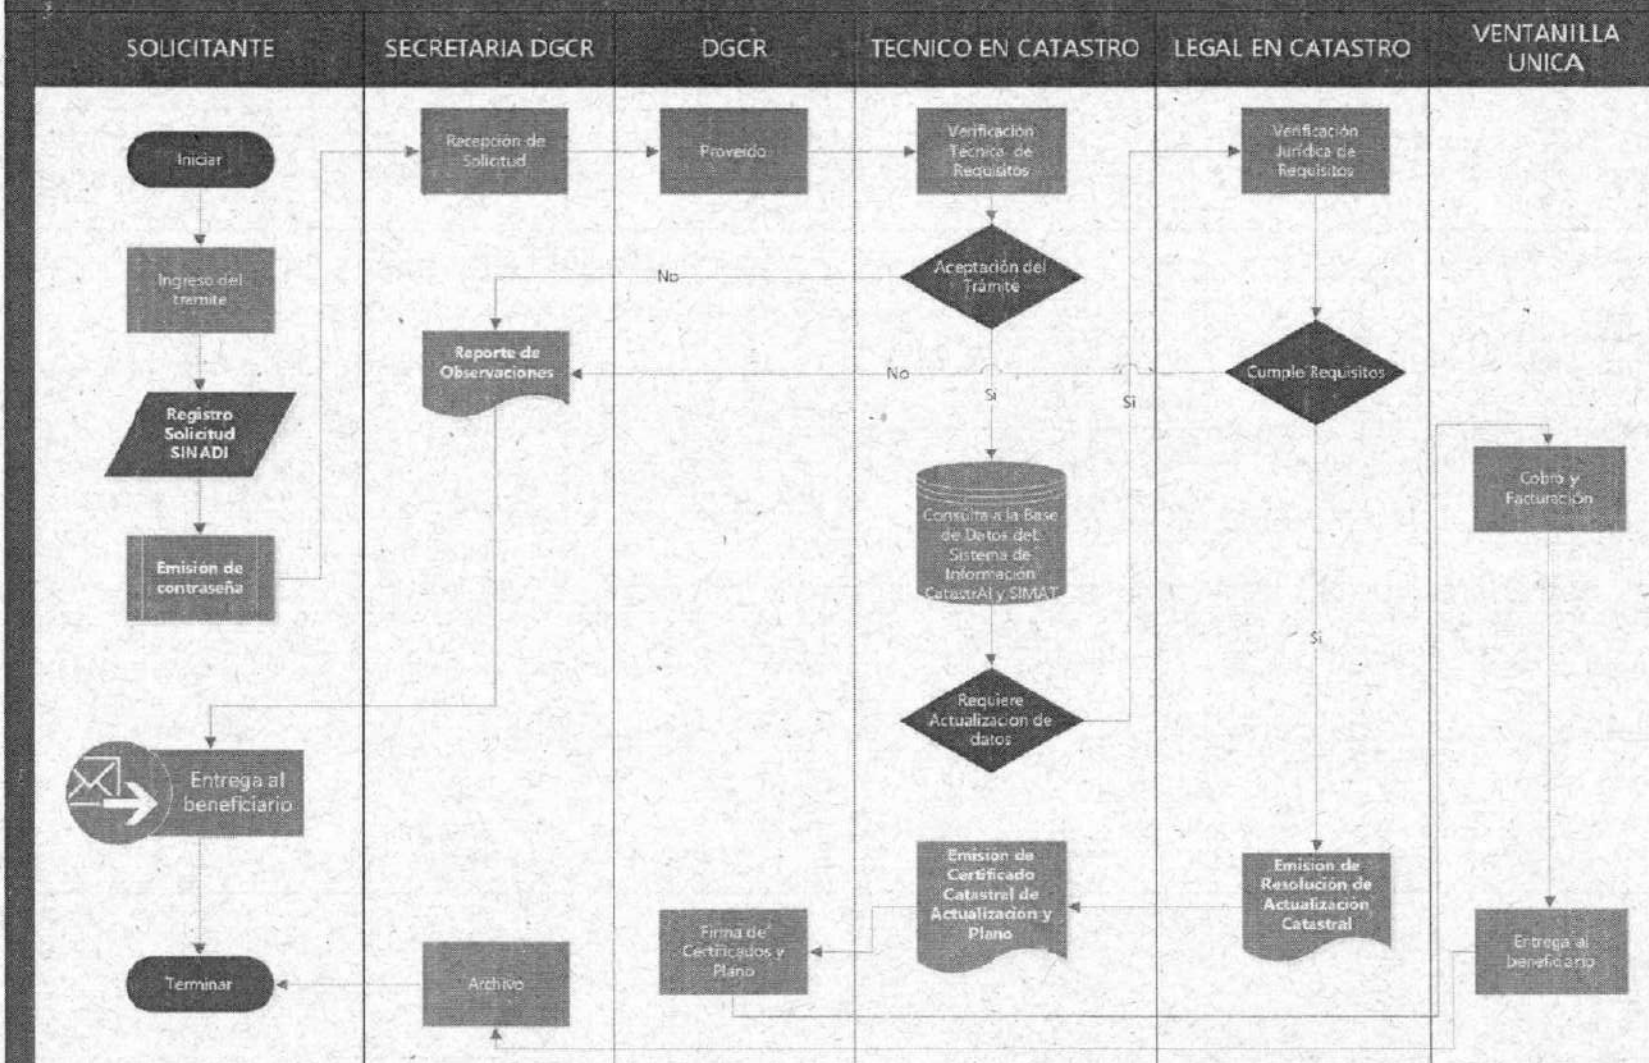 SOLICITANTE
SECRETARIA DGCR
DGCR
TECNICO EN CATASTRO
LEGAL EN CATASTRO
VENTANILLA
UNICA
Iniciar
Ingreso del
tramite
Registro
Solicitud
SINADI
Emisión de
contraseña
Entrega al
beneficiario
Terminar
Recepción de
Solicitud
No
Reporte de
Observaciones
Archivo
Proveido
Firma de
Certificados y
Plano
Verificación
Técnica de
Requisitos
Aceptación del
Trámite
No
Si
Consulta a la Base
de Datos del
Sistema de
Información
CatastrAl y SIMAT
Requiere
Actualizacion de
datos
Si
Emisión de
Certificado
Catastral de
Actualización y
Plano
Verificación
Jurídica de
Requisitos
Cumple Requisitos
Si
Emisión de
Resolución de
Actualización
Catastral
Cobro y
Facturación
Entrega al
beneficiario